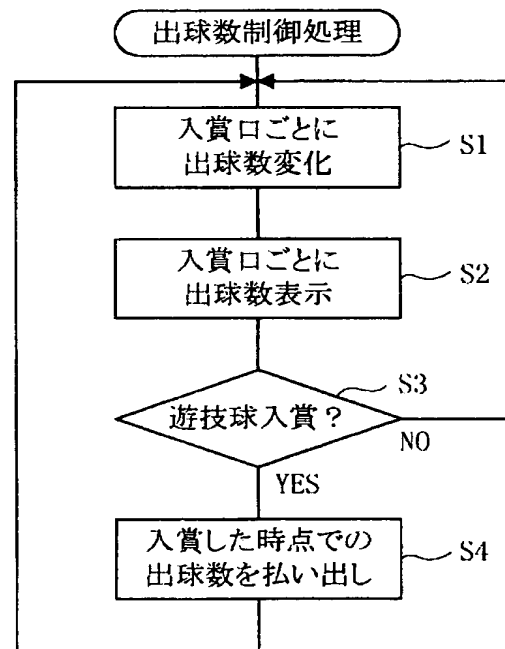 出球数制御処理
入賞口ごとに
出球数変化
S1
入賞口ごとに
出球数表示
S2
S3
遊技球入賞？
NO
YES
入賞した時点での
出球数を払い出し
S4